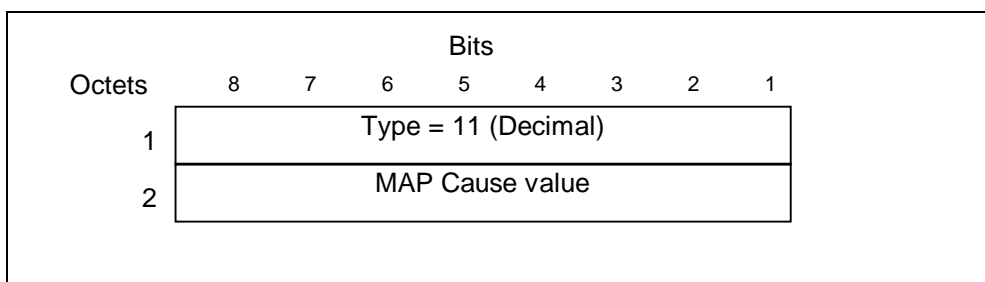 Bits
Octets 8 7 6 5 4 3 2 1
1 Type = 11 (Decimal)
2 MAP Cause value